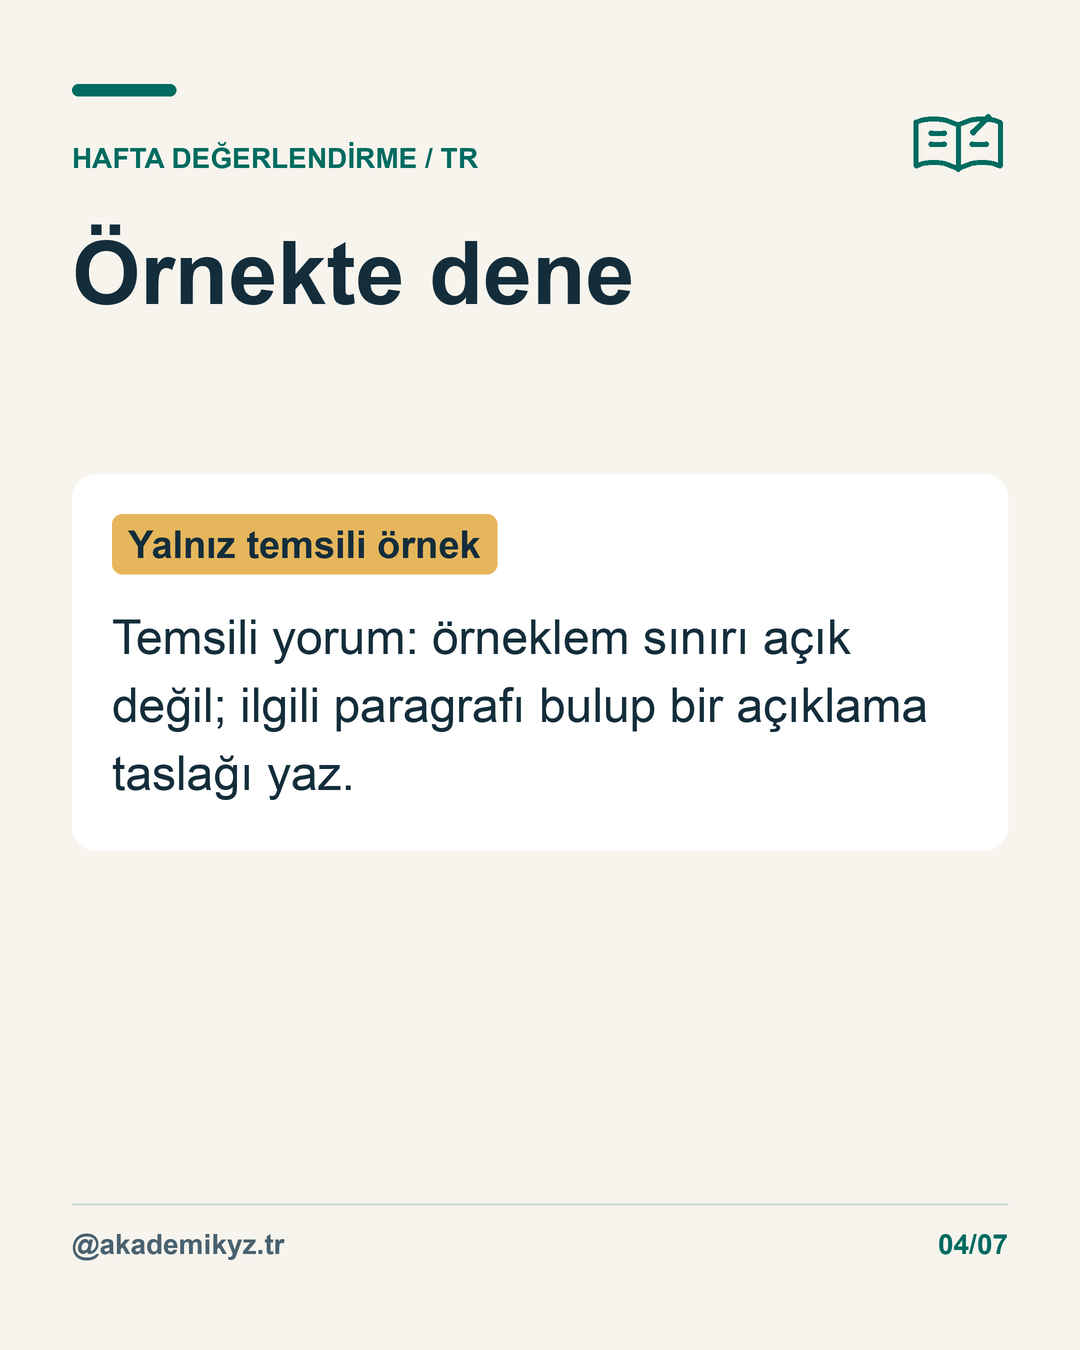 HAFTA DEĞERLENDİRME / TR
Örnekte dene
Yalnız temsili örnek
Temsili yorum: örneklem sınırı açık
değil; ilgili paragrafı bulup bir açıklama
taslağı yaz.
@akademikyz.tr
04/07